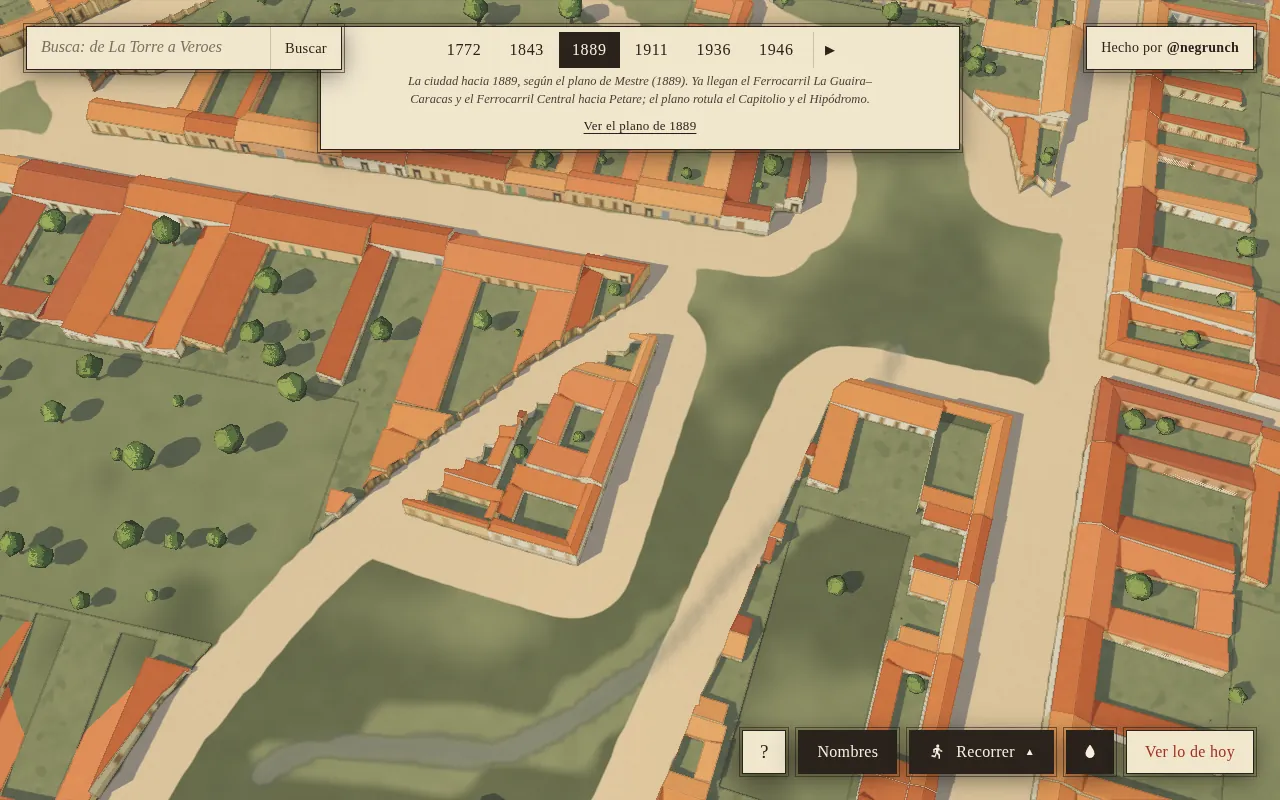 Busca: de La Torre a Veroes
Buscar
1772 1843 1889 1911 1936 1946 ▶
La ciudad hacia 1889, según el plano de Mestre (1889). Ya llegan el Ferrocarril La Guaira–
Caracas y el Ferrocarril Central hacia Petare; el plano rotula el Capitolio y el Hipódromo.
Ver el plano de 1889
Hecho por @negrunch
?
Nombres
Recorrer ▲
Ver lo de hoy